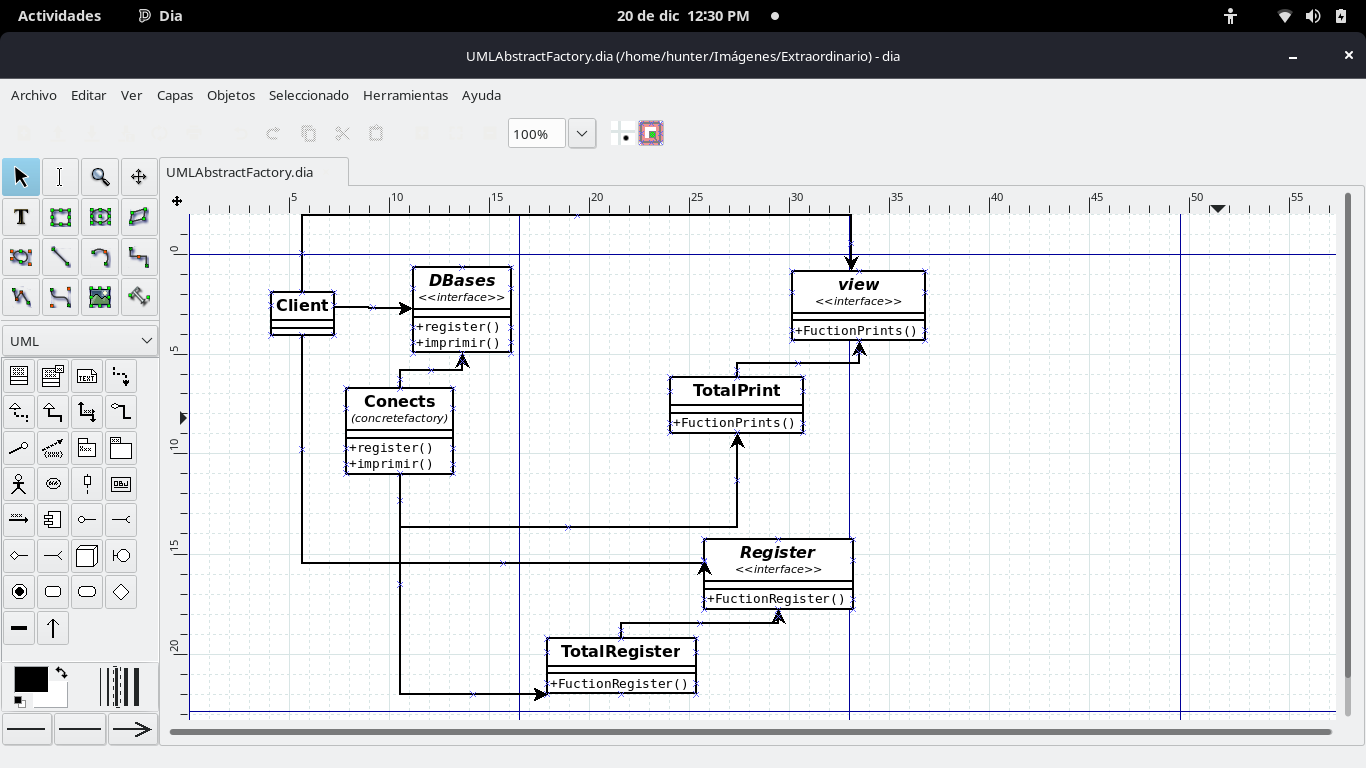 Actividades Dia 20 de dic 12:30 PM
UMLAbstractFactory.dia (/home/hunter/Imágenes/Extraordinario) - dia
Archivo Editar Ver Capas Objetos Seleccionado Herramientas Ayuda
100%
UMLAbstractFactory.dia
5 10 15 20 25 30 35 40 45 50 55
0
5
10
15
20
T
UML
TEXT
OBJ
Client
DBases
<<interface>>
+register()
+imprimir()
view
<<interface>>
+FuctionPrints()
Conects
(concretefactory)
+register()
+imprimir()
TotalPrint
+FuctionPrints()
Register
<<interface>>
+FuctionRegister()
TotalRegister
+FuctionRegister()